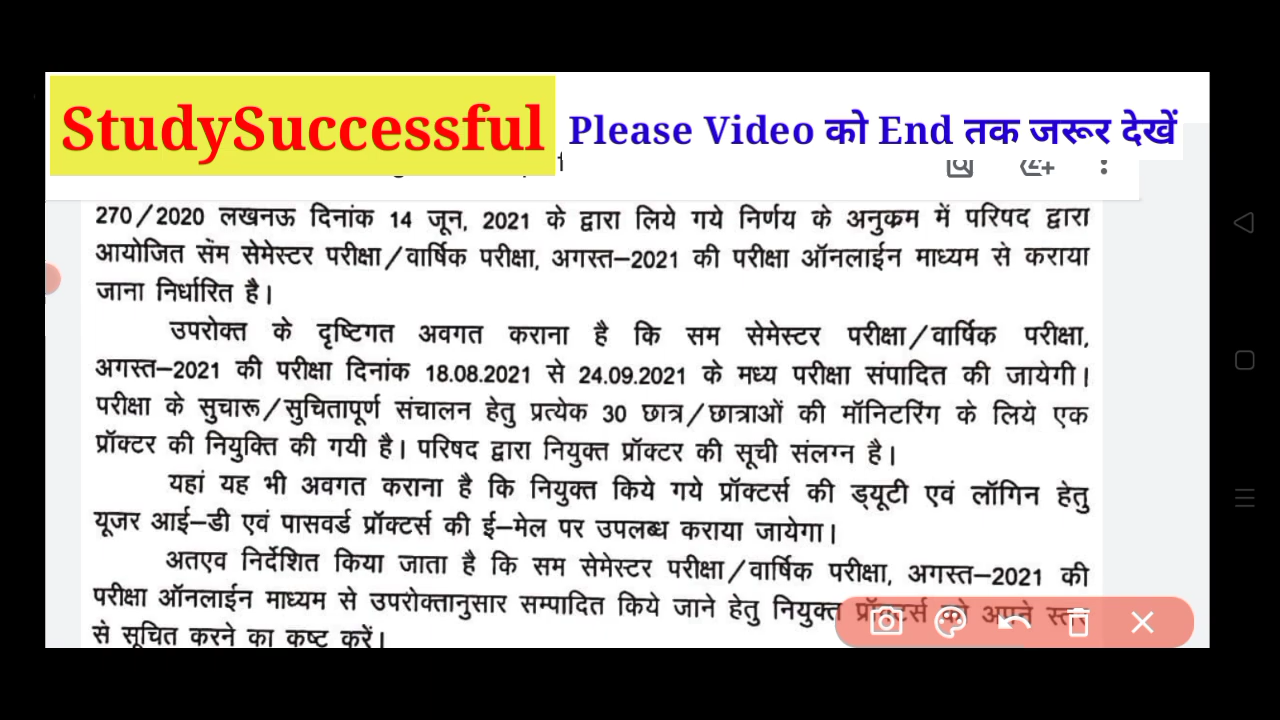 StudySuccessful Please Video को End तक जरूर देखें
270/2020 लखनऊ दिनांक 14 जून, 2021 के द्वारा लिये गये निर्णय के अनुक्रम में परिषद द्वारा
आयोजित संम सेमेस्टर परीक्षा/वार्षिक परीक्षा, अगस्त-2021 की परीक्षा ऑनलाईन माध्यम से कराया
जाना निर्धारित है।
उपरोक्त के दृष्टिगत अवगत कराना है कि सम सेमेस्टर परीक्षा/वार्षिक परीक्षा,
अगस्त-2021 की परीक्षा दिनांक 18.08.2021 से 24.09.2021 के मध्य परीक्षा संपादित की जायेगी।
परीक्षा के सुचारू/सुचितापूर्ण संचालन हेतु प्रत्येक 30 छात्र/छात्राओं की मॉनिटरिंग के लिये एक
प्रॉक्टर की नियुक्ति की गयी है। परिषद द्वारा नियुक्त प्रॉक्टर की सूची संलग्न है।
यहां यह भी अवगत कराना है कि नियुक्त किये गये प्रॉक्टर्स की ड्यूटी एवं लॉगिन हेतु
यूजर आई-डी एवं पासवर्ड प्रॉक्टर्स की ई-मेल पर उपलब्ध कराया जायेगा।
अतएव निर्देशित किया जाता है कि सम सेमेस्टर परीक्षा/वार्षिक परीक्षा, अगस्त-2021 की
परीक्षा ऑनलाईन माध्यम से उपरोक्तानुसार सम्पादित किये जाने हेतु नियुक्त प्रॉक्टर्स को अपने स्तर
से सूचित करने का कष्ट करें।